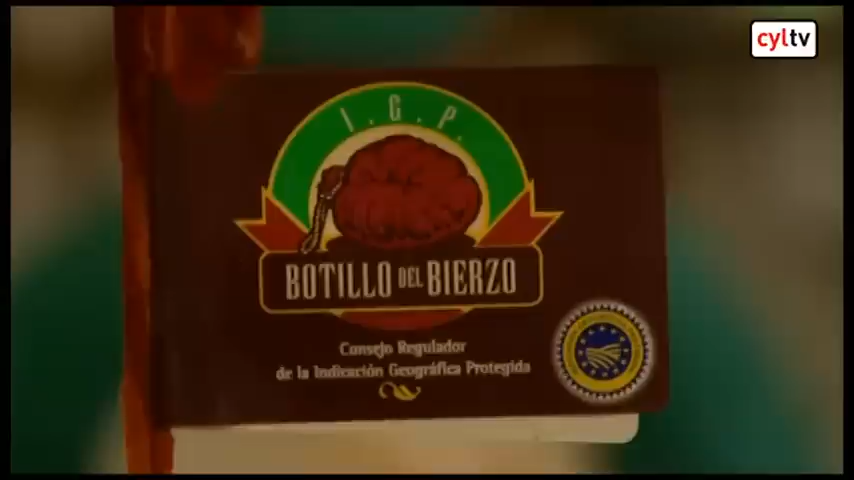 cyltv
I. G. P.
BOTILLO DEL BIERZO
Consejo Regulador
de la Indicación Geográfica Protegida